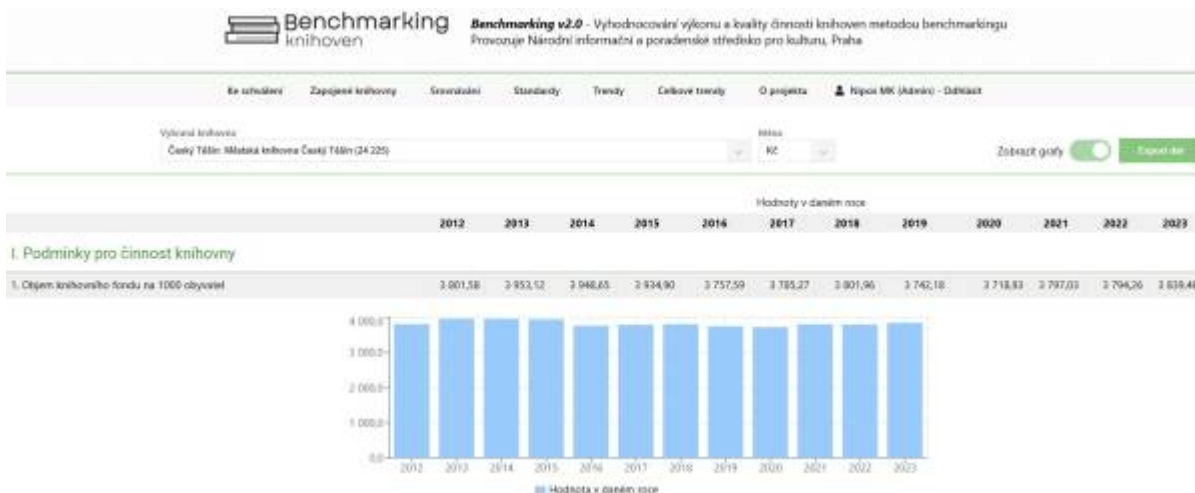 Benchmarking
knihoven
Benchmarking v2.0 - Vyhodnocování výkonu a kvality činnosti knihoven metodou benchmarkingu
Provozuje Národní informační a poradenské středisko pro kulturu, Praha
Ke schválení Zapojené knihovny Srovnávání Standardy Trendy Celkové trendy O projektu Nipos MK (Admin) - Odhlásit
Vybraná knihovna Měna
Český Těšín: Městská knihovna Český Těšín (24 225) Kč Zobrazit grafy Export dat
Hodnoty v daném roce
2012 2013 2014 2015 2016 2017 2018 2019 2020 2021 2022 2023
I. Podmínky pro činnost knihovny
1. Objem knihovního fondu na 1000 obyvatel 3 801,58 3 953,12 3 948,65 3 934,90 3 757,59 3 785,27 3 801,96 3 742,18 3 718,93 3 797,03 3 794,26 3 839,48
4 000,0
3 000,0
2 000,0
1 000,0
0,0
2012 2013 2014 2015 2016 2017 2018 2019 2020 2021 2022 2023
Hodnota v daném roce